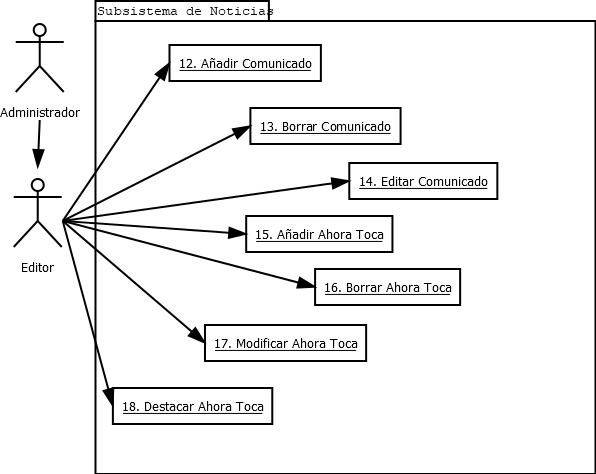 Subsistema de Noticias
12. Añadir Comunicado
Administrador
13. Borrar Comunicado
14. Editar Comunicado
15. Añadir Ahora Toca
Editor
16. Borrar Ahora Toca
17. Modificar Ahora Toca
18. Destacar Ahora Toca